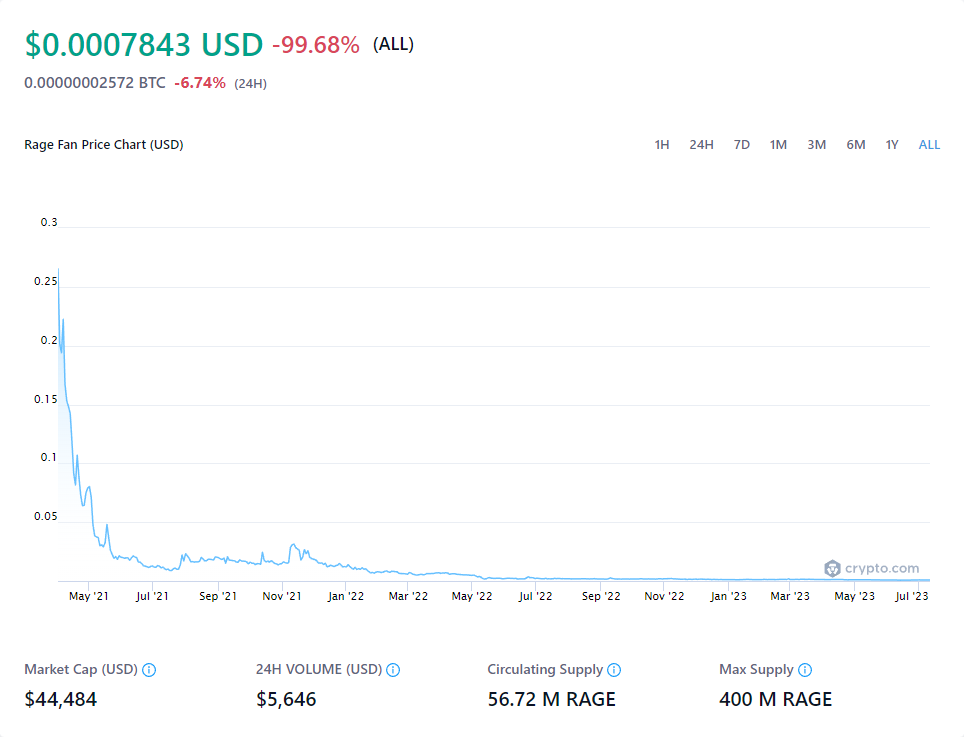 $0.0007843 USD -99.68% (ALL)
0.00000002572 BTC -6.74% (24H)
Rage Fan Price Chart (USD) 1H 24H 7D 1M 3M 6M 1Y ALL
0.3
0.25
0.2
0.15
0.1
0.05
crypto.com
May '21 Jul '21 Sep '21 Nov '21 Jan '22 Mar '22 May '22 Jul '22 Sep '22 Nov '22 Jan '23 Mar '23 May '23 Jul '23
Market Cap (USD) 24H VOLUME (USD) Circulating Supply Max Supply
$44,484 $5,646 56.72 M RAGE 400 M RAGE